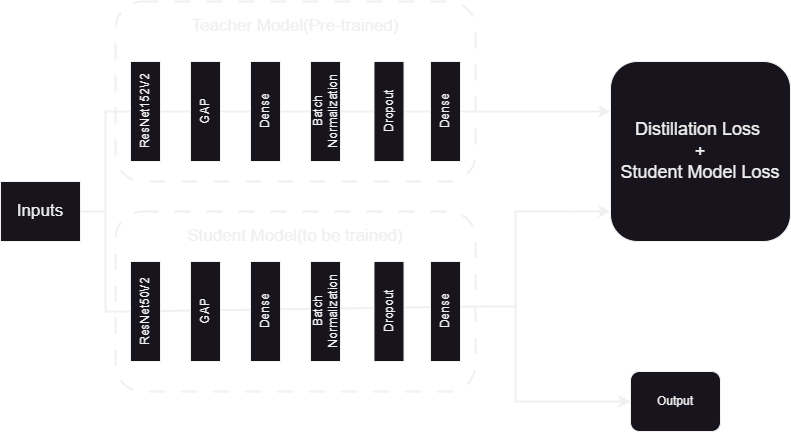 Teacher Model(Pre-trained)
ResNet152V2
GAP
Dense
Batch
Normalization
Dropout
Dense
Distillation Loss
+
Student Model Loss
Inputs
Student Model(to be trained)
ResNet50V2
GAP
Dense
Batch
Normalization
Dropout
Dense
Output